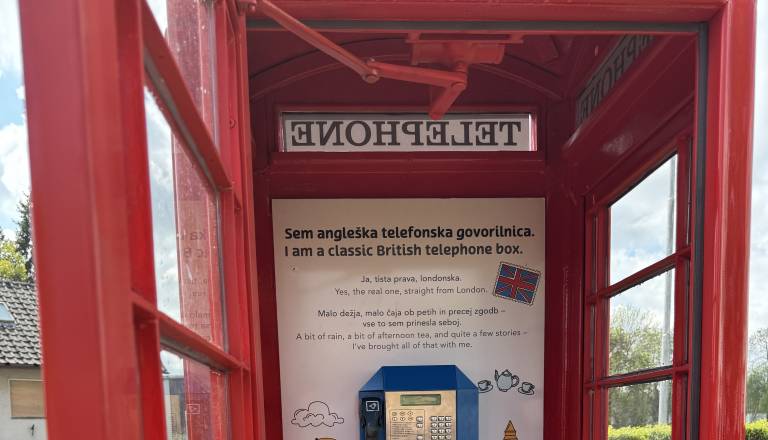 TELEPHONE
TELEPHONE
Sem angleška telefonska govorilnica.
I am a classic British telephone box.
Ja, tista prava, londonska.
Yes, the real one, straight from London.
Malo dežja, malo čaja ob petih in precej zgodb –
vse to sem prinesla seboj.
A bit of rain, a bit of afternoon tea, and quite a few stories –
I've brought all of that with me.